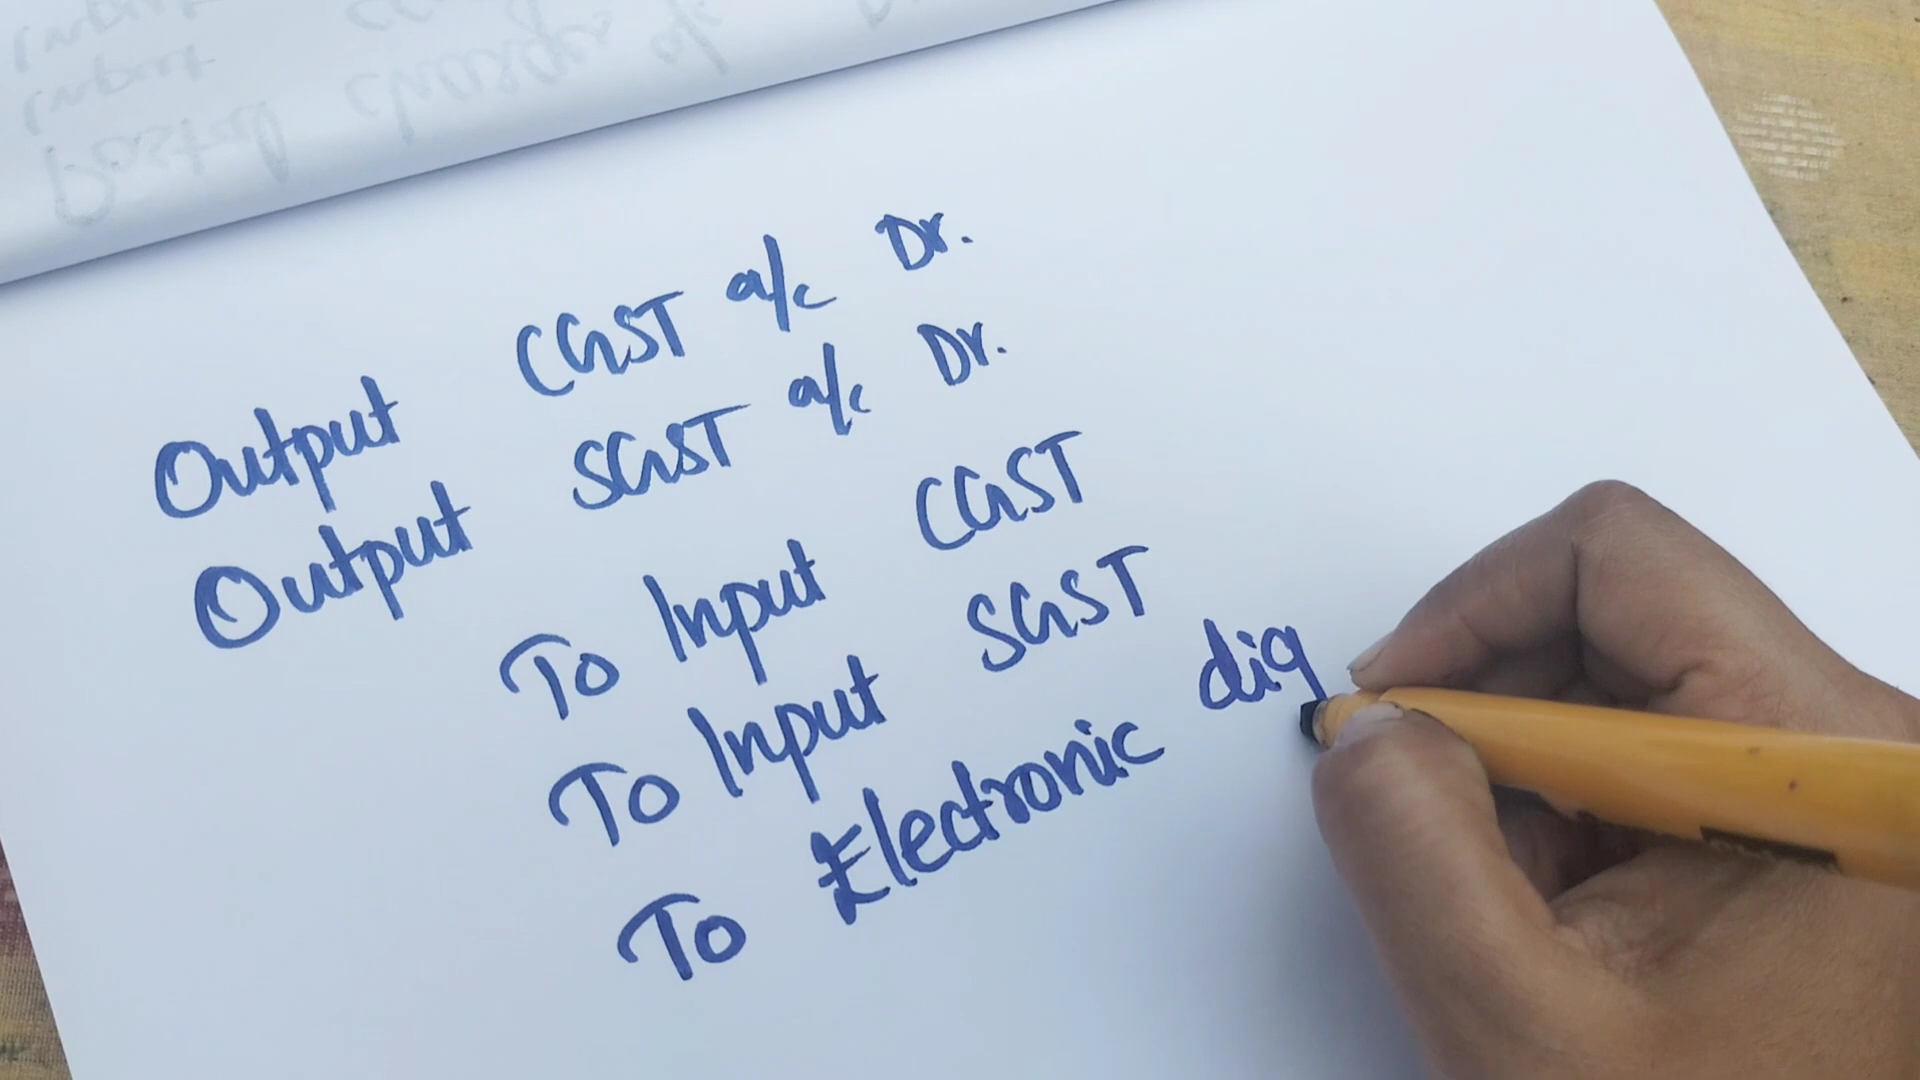 Output CGST a/c Dr.
Output SGST a/c Dr.
To Input CGST
To Input SGST
To Electronic dig